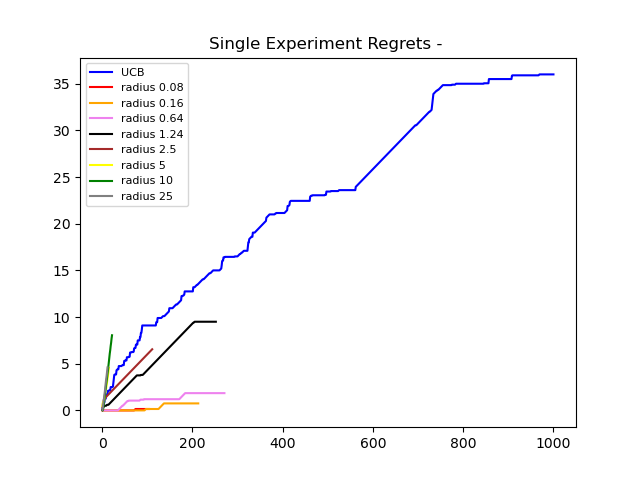 Single Experiment Regrets -
UCB
radius 0.08
radius 0.16
radius 0.64
radius 1.24
radius 2.5
radius 5
radius 10
radius 25
35
30
25
20
15
10
5
0
0 200 400 600 800 1000